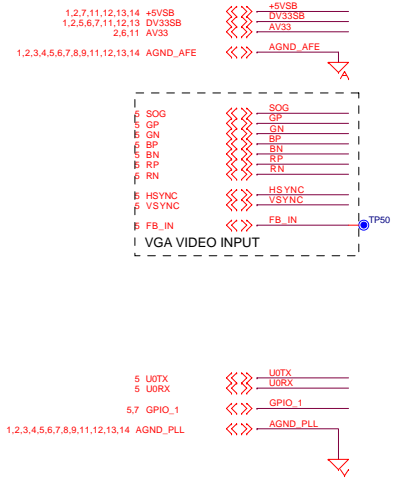 1,2,7,11,12,13,14 +5VSB +5VSB
1,2,5,6,7,11,12,13 DV33SB DV33SB
2,6,11 AV33 AV33
1,2,3,4,5,6,7,8,9,11,12,13,14 AGND_AFE AGND_AFE
A
5 SOG SOG
5 GP GP
5 GN GN
5 BP BP
5 BN BN
5 RP RP
5 RN RN
5 HSYNC HSYNC
5 VSYNC VSYNC
5 FB_IN FB_IN TP50
VGA VIDEO INPUT
5 U0TX U0TX
5 U0RX U0RX
5,7 GPIO_1 GPIO_1
1,2,3,4,5,6,7,8,9,11,12,13,14 AGND_PLL AGND_PLL